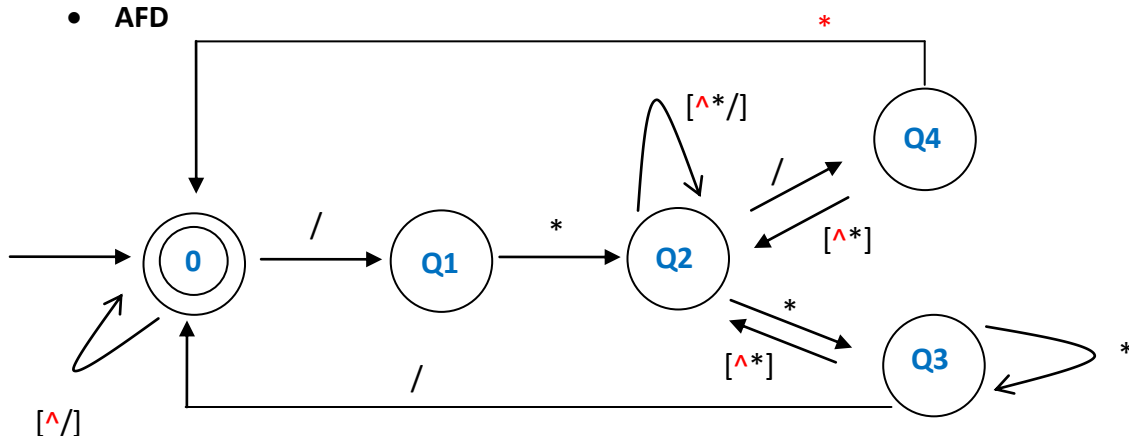 • AFD
*
[^*/]
Q4
/
/
*
[^*]
0
Q1
Q2
*
[^*]
Q3
*
/
[^/]